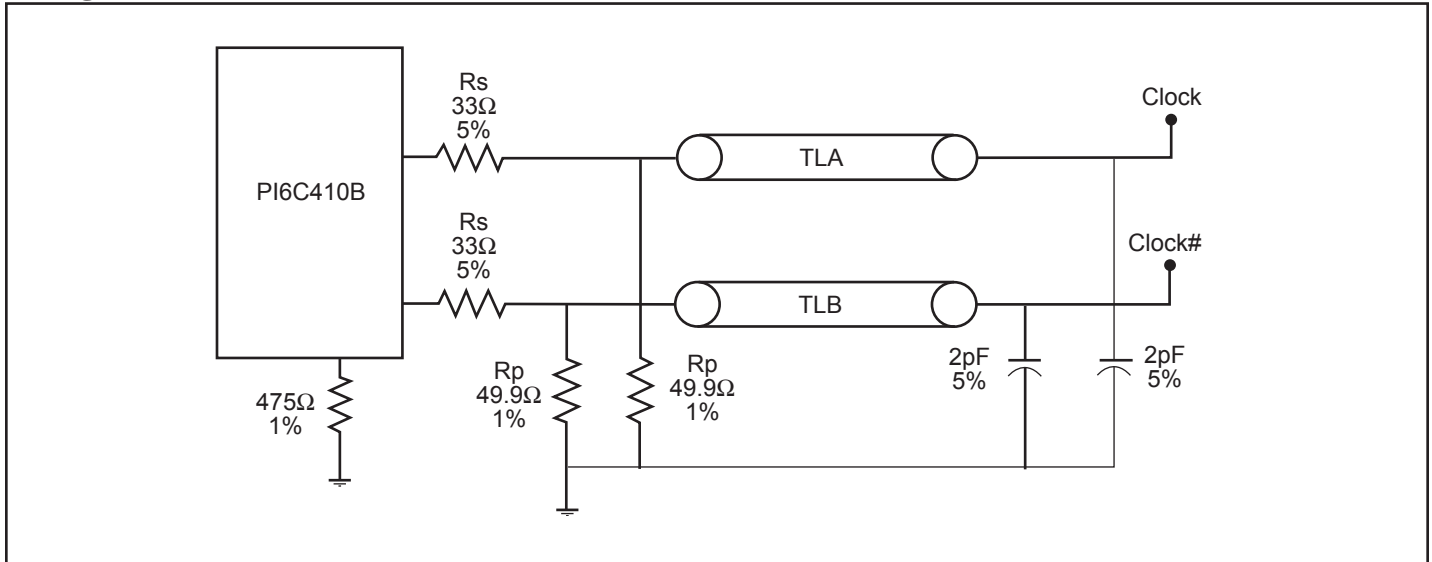 Rs
33Ω
5%
Clock
TLA
PI6C410B
Rs
33Ω
5%
Clock#
TLB
Rp
49.9Ω
1%
Rp
49.9Ω
1%
2pF
5%
2pF
5%
475Ω
1%